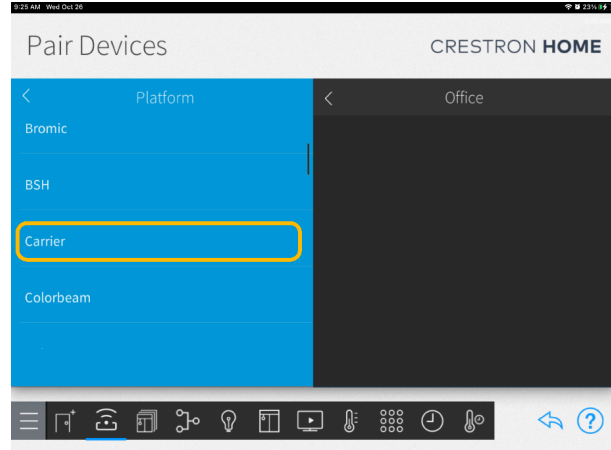 9:25 AM Wed Oct 26
23%
Pair Devices
CRESTRON HOME
Platform
Office
Bromic
BSH
Carrier
Colorbeam
?